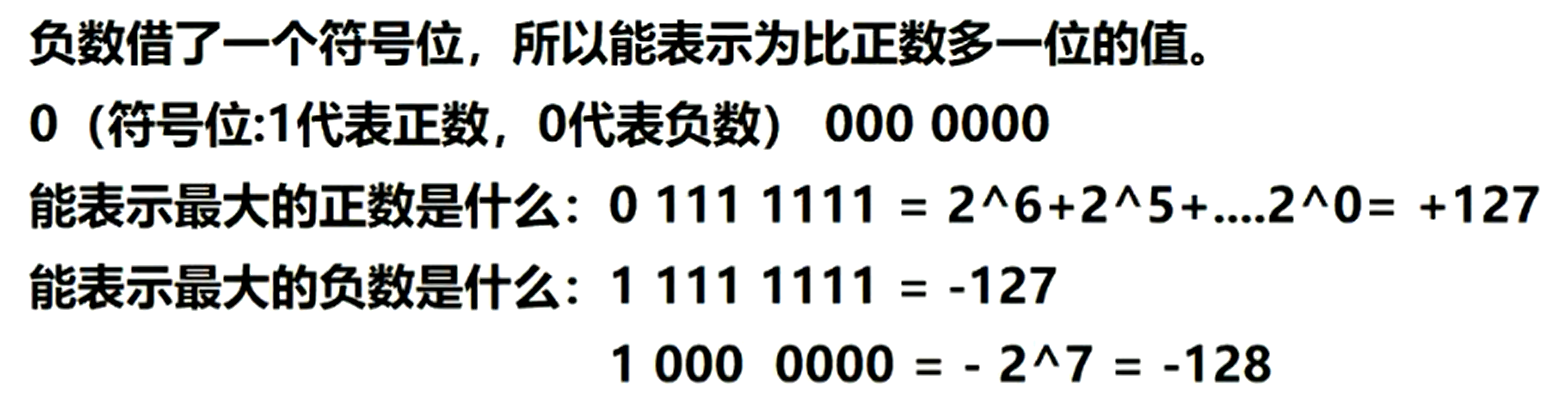 负数借了一个符号位，所以能表示为比正数多一位的值。
0（符号位:1代表正数，0代表负数） 000 0000
能表示最大的正数是什么：0 111 1111 = 2^6+2^5+....2^0= +127
能表示最大的负数是什么：1 111 1111 = -127
1 000  0000 = - 2^7 = -128